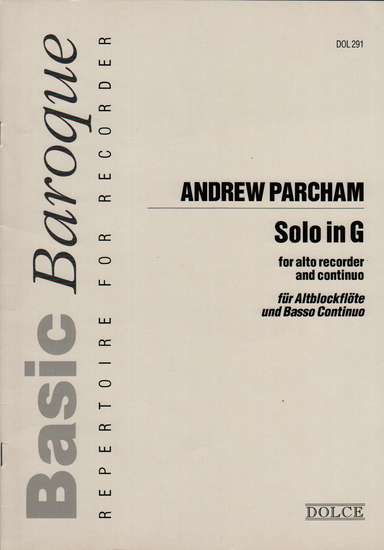 DOL 291
Basic Baroque
REPERTOIRE FOR RECORDER
ANDREW PARCHAM
Solo in G
for alto recorder
and continuo
für Altblockflöte
und Basso Continuo
DOLCE